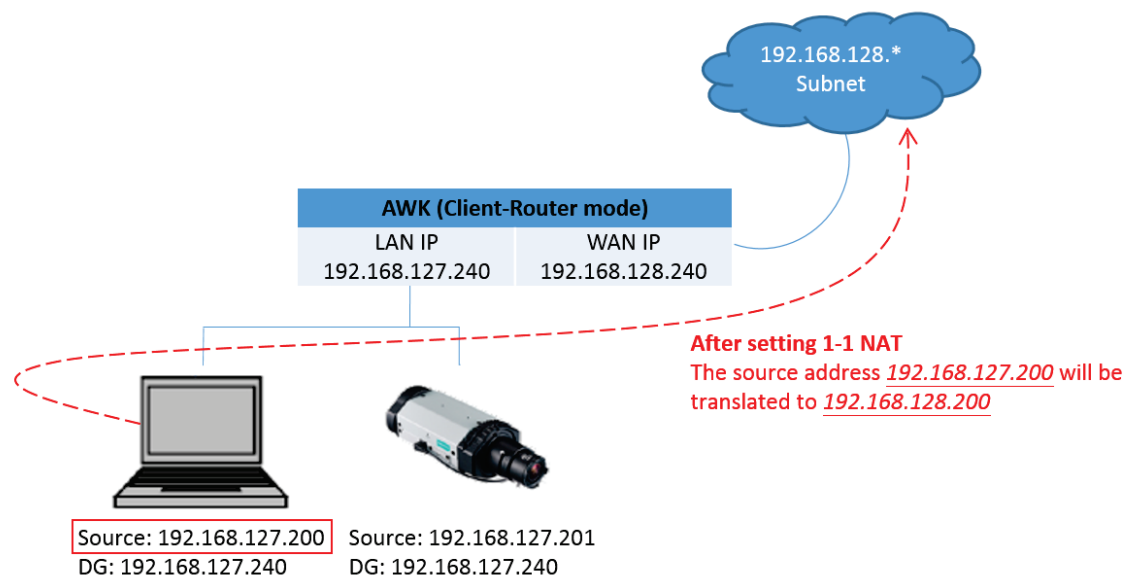 192.168.128.*
Subnet
AWK (Client-Router mode)
LAN IP
192.168.127.240
WAN IP
192.168.128.240
After setting 1-1 NAT
The source address 192.168.127.200 will be
translated to 192.168.128.200
Source: 192.168.127.200
DG: 192.168.127.240
Source: 192.168.127.201
DG: 192.168.127.240